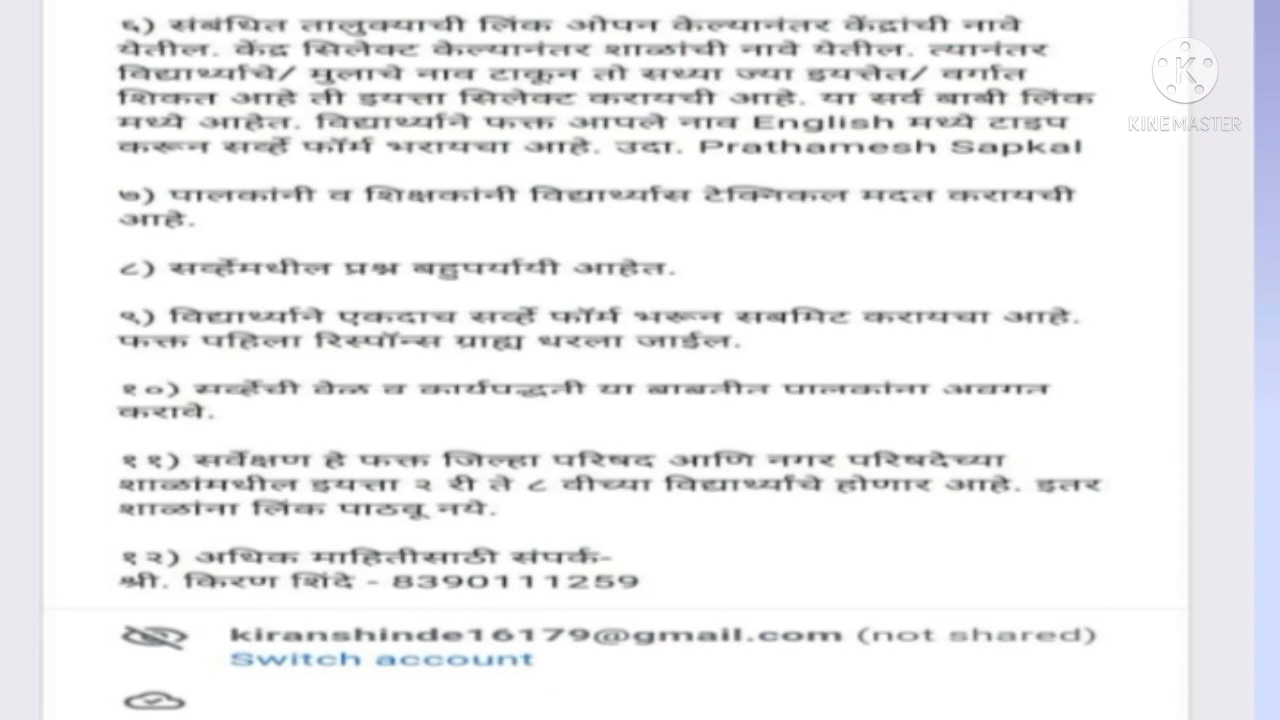 ६) संबंधित तालुक्याची लिंक ओपन केल्यानंतर केंद्रांची नावे
येतील. केंद्र सिलेक्ट केल्यानंतर शाळांची नावे येतील. त्यानंतर
विद्यार्थ्याचे/ मुलाचे नाव टाकून तो सध्या ज्या इयत्तेत/ वर्गात
शिकत आहे ती इयत्ता सिलेक्ट करायची आहे. या सर्व बाबी लिंक
मध्ये आहेत. विद्यार्थ्याने फक्त आपले नाव English मध्ये टाइप
करून सर्व्हे फॉर्म भरायचा आहे. उदा. Prathamesh Sapkal
७) पालकांनी व शिक्षकांनी विद्यार्थ्यास टेक्निकल मदत करायची
आहे.
८) सर्व्हेमधील प्रश्न बहुपर्यायी आहेत.
९) विद्यार्थ्याने एकदाच सर्व्हे फॉर्म भरून सबमिट करायचा आहे.
फक्त पहिला रिस्पॉन्स ग्राह्य धरला जाईल.
१०) सर्व्हेची वेळ व कार्यपद्धती या बाबतीत पालकांना अवगत
करावे.
११) सर्वेक्षण हे फक्त जिल्हा परिषद आणि नगर परिषदेच्या
शाळांमधील इयत्ता २ री ते ८ वीच्या विद्यार्थ्यांचे होणार आहे. इतर
शाळांना लिंक पाठवू नये.
१२) अधिक माहितीसाठी संपर्क-
श्री. किरण शिंदे - 8390111259
kiranshinde16179@gmail.com (not shared)
Switch account
K
KINEMASTER